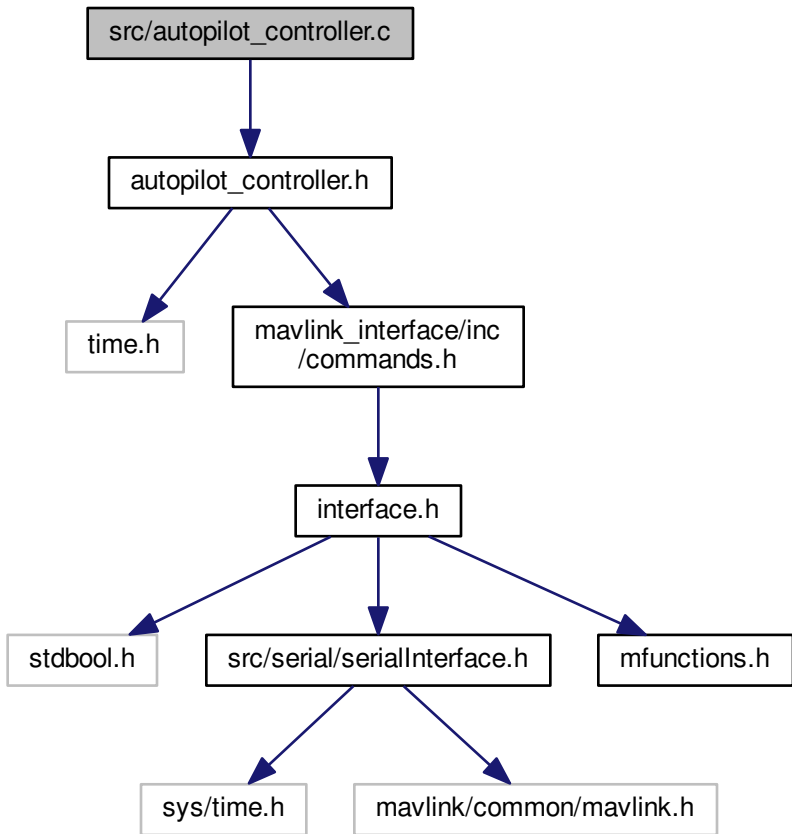 src/autopilot_controller.c
autopilot_controller.h
time.h
mavlink_interface/inc
/commands.h
interface.h
stdbool.h
src/serial/serialInterface.h
mfunctions.h
sys/time.h
mavlink/common/mavlink.h